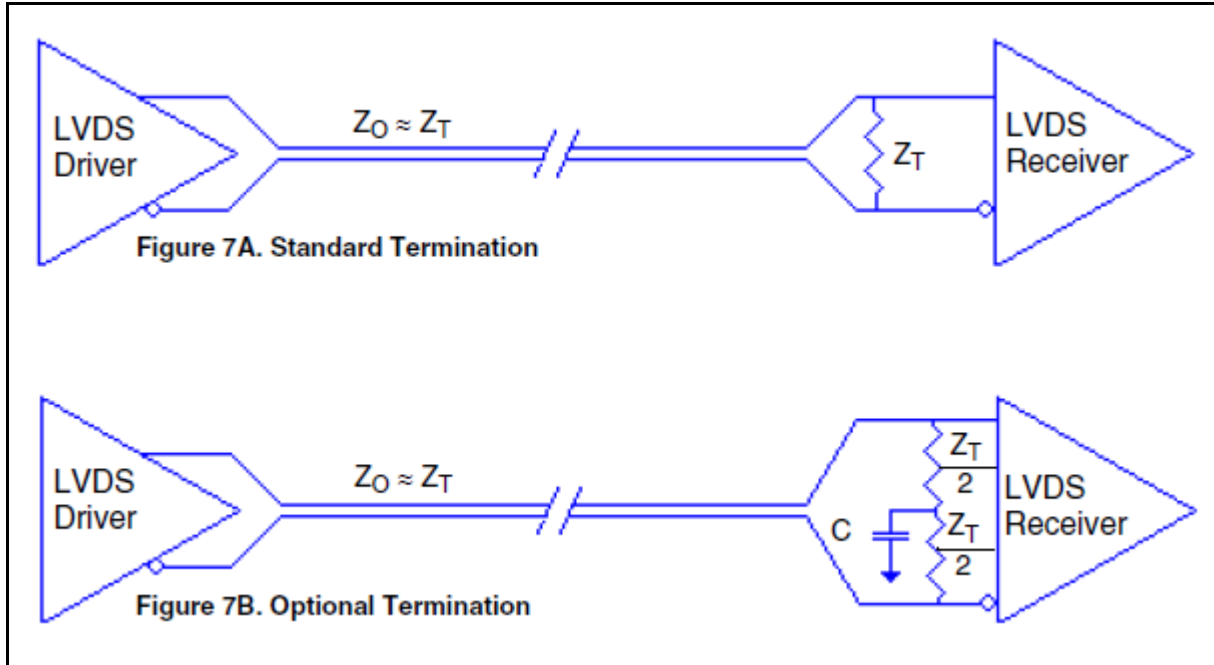 LVDS
Driver
Z_O ≈ Z_T
Z_T
LVDS
Receiver
Figure 7A. Standard Termination
LVDS
Driver
Z_O ≈ Z_T
C
Z_T
2
Z_T
2
LVDS
Receiver
Figure 7B. Optional Termination